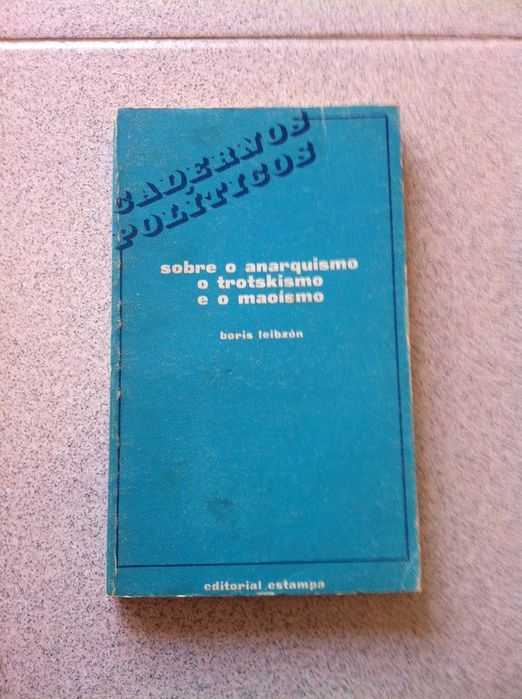 CADERNOS
POLÍTICOS
sobre o anarquismo
o trotskismo
e o maoísmo
boris leibzón
editorial estampa